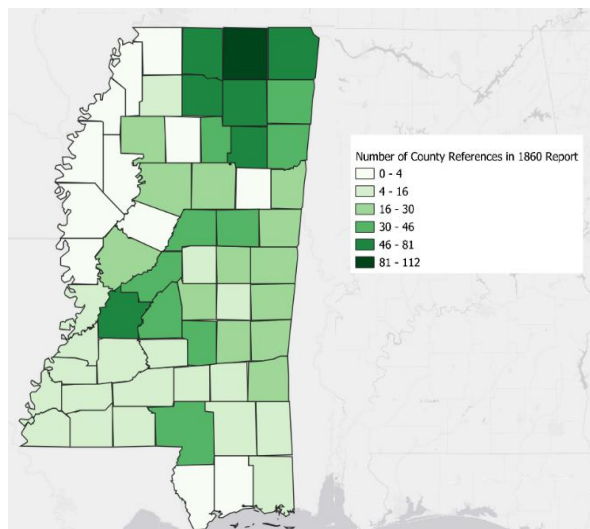 Number of County References in 1860 Report
0 - 4
4 - 16
16 - 30
30 - 46
46 - 81
81 - 112